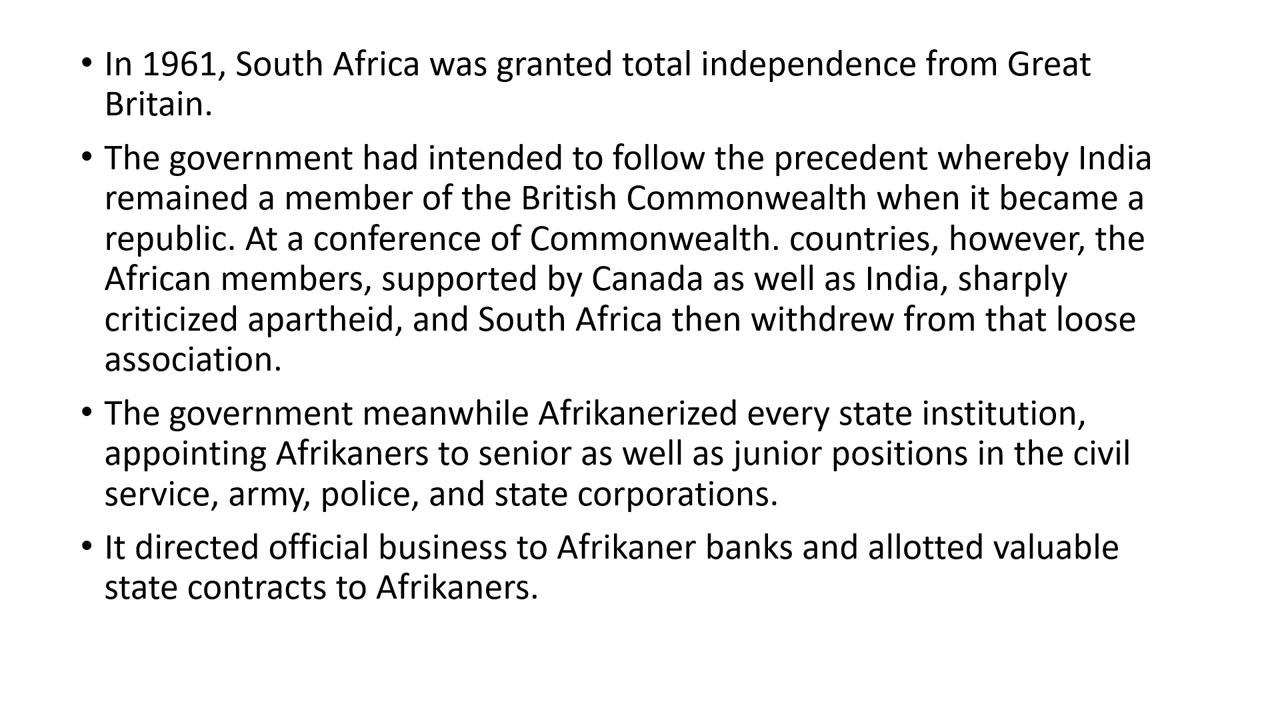 • In 1961, South Africa was granted total independence from Great
Britain.
• The government had intended to follow the precedent whereby India
remained a member of the British Commonwealth when it became a
republic. At a conference of Commonwealth. countries, however, the
African members, supported by Canada as well as India, sharply
criticized apartheid, and South Africa then withdrew from that loose
association.
• The government meanwhile Afrikanerized every state institution,
appointing Afrikaners to senior as well as junior positions in the civil
service, army, police, and state corporations.
• It directed official business to Afrikaner banks and allotted valuable
state contracts to Afrikaners.